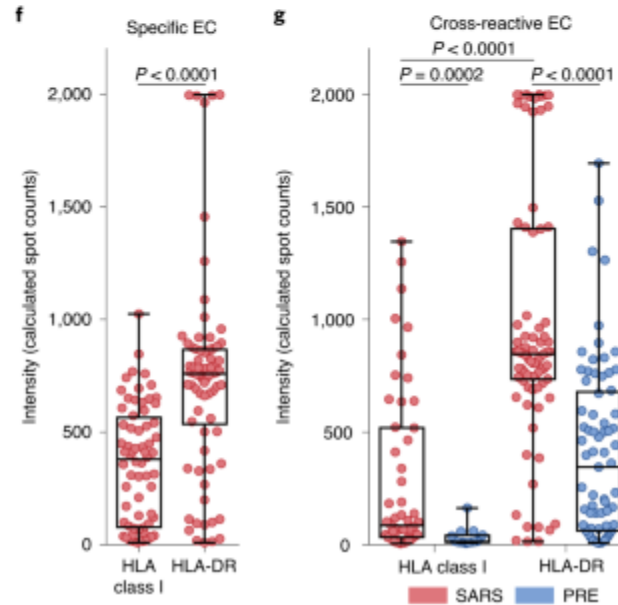 f
Specific EC
P < 0.0001
Intensity (calculated spot counts)
2,000
1,500
1,000
500
0
HLA
class I
HLA-DR
g
Cross-reactive EC
P < 0.0001
P = 0.0002
P < 0.0001
Intensity (calculated spot counts)
2,000
1,500
1,000
500
0
HLA class I
HLA-DR
SARS
PRE